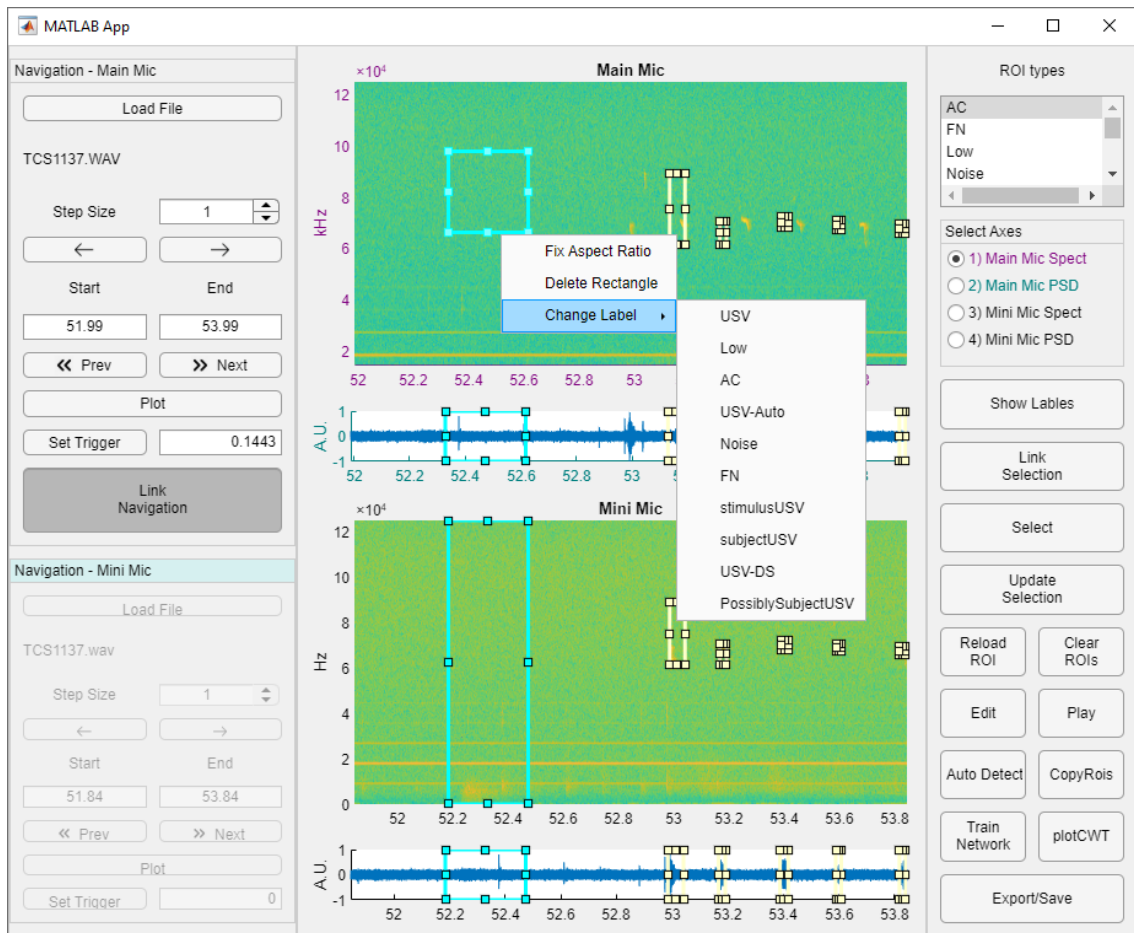 MATLAB App
Navigation - Main Mic
Load File
TCS1137.WAV
Step Size 1
← →
Start End
51.99 53.99
Prev Next
Plot
Set Trigger 0.1443
Link
Navigation
Navigation - Mini Mic
Load File
TCS1137.wav
Step Size 1
← →
Start End
51.84 53.84
Prev Next
Plot
Set Trigger 0
×10⁴
Main Mic
12
10
8
6
4
2
kHz
52 52.2 52.4 52.6 52.8 53
Fix Aspect Ratio
Delete Rectangle
Change Label
USV
Low
AC
USV-Auto
Noise
FN
stimulusUSV
subjectUSV
USV-DS
PossiblySubjectUSV
1
0
-1
A.U.
52 52.2 52.4 52.6 52.8 53
×10⁴
Mini Mic
12
10
8
6
4
2
0
Hz
52 52.2 52.4 52.6 52.8 53 53.2 53.4 53.6 53.8
1
0
-1
A.U.
52 52.2 52.4 52.6 52.8 53 53.2 53.4 53.6 53.8
ROI types
AC
FN
Low
Noise
Select Axes
1) Main Mic Spect
2) Main Mic PSD
3) Mini Mic Spect
4) Mini Mic PSD
Show Lables
Link
Selection
Select
Update
Selection
Reload
ROI
Clear
ROIs
Edit
Play
Auto Detect
CopyRois
Train
Network
plotCWT
Export/Save